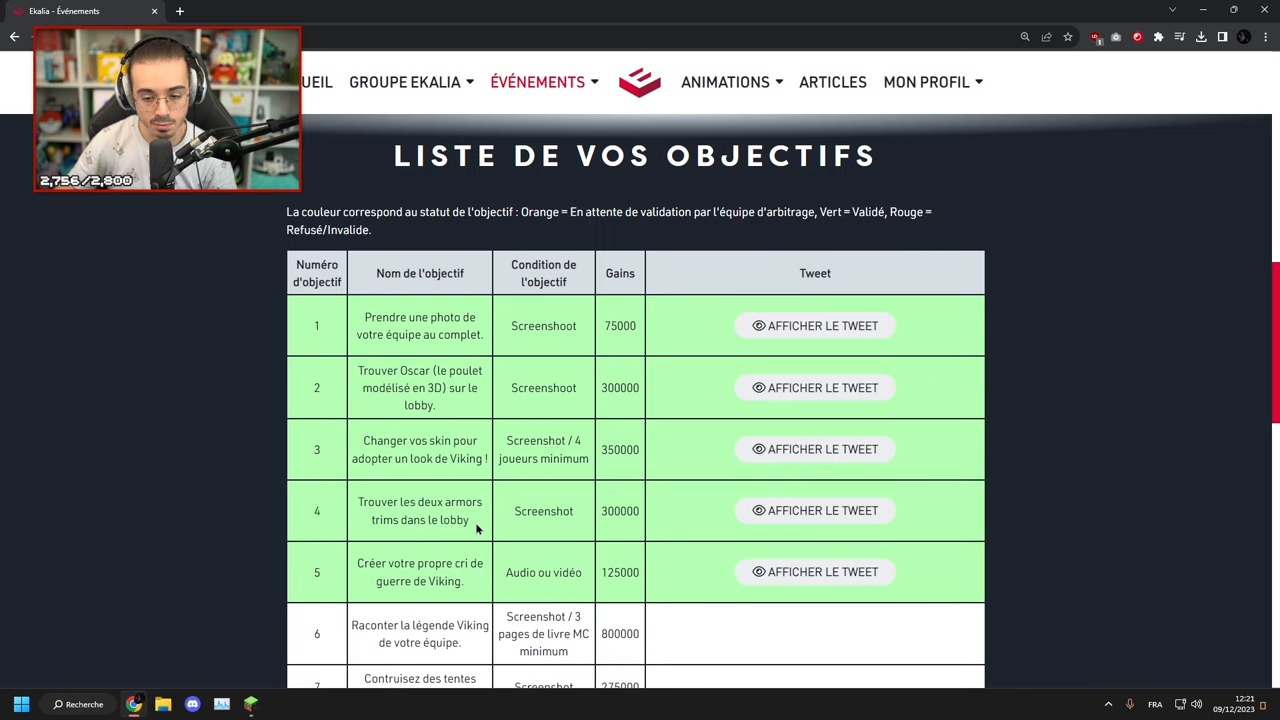 Ekalia - Événements
2,756/2,800
UEIL
GROUPE EKALIA
ÉVÉNEMENTS
ANIMATIONS
ARTICLES
MON PROFIL
LISTE DE VOS OBJECTIFS
La couleur correspond au statut de l'objectif : Orange = En attente de validation par l'équipe d'arbitrage, Vert = Validé, Rouge =
Refusé/Invalide.
Numéro
d'objectif
Nom de l'objectif
Condition de
l'objectif
Gains
Tweet
1
Prendre une photo de
votre équipe au complet.
Screenshoot
75000
AFFICHER LE TWEET
2
Trouver Oscar (le poulet
modélisé en 3D) sur le
lobby.
Screenshoot
300000
AFFICHER LE TWEET
3
Changer vos skin pour
adopter un look de Viking !
Screenshot / 4
joueurs minimum
350000
AFFICHER LE TWEET
4
Trouver les deux armors
trims dans le lobby
Screenshot
300000
AFFICHER LE TWEET
5
Créer votre propre cri de
guerre de Viking.
Audio ou vidéo
125000
AFFICHER LE TWEET
6
Raconter la légende Viking
de votre équipe.
Screenshot / 3
pages de livre MC
minimum
800000
7
Contruisez des tentes
Screenshot
275000
Recherche
FRA
12:21
09/12/2023